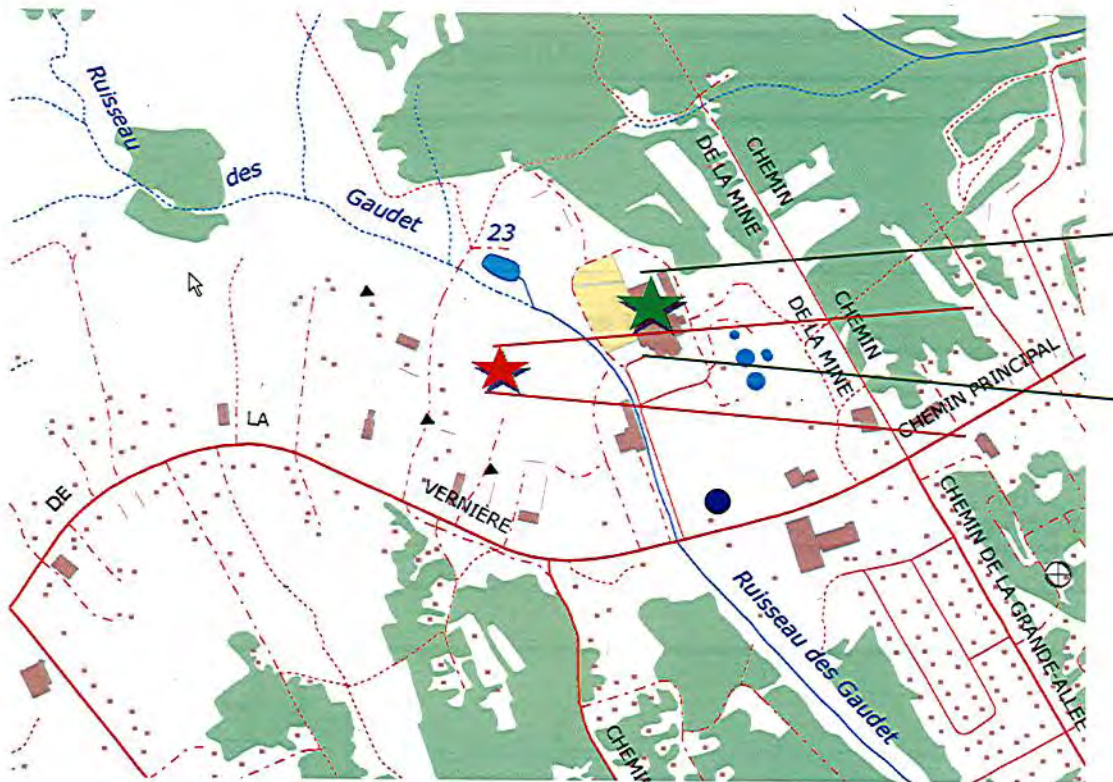 Ruisseau
des
Gaudet
23
CHEMIN
DE LA MINE
CHEMIN
DE LA MINE
CHEMIN PRINCIPAL
DE
LA
VERNIÈRE
Ruisseau des Gaudet
CHEMIN DE LA GRANDE-ALLÉE
CHEMIN